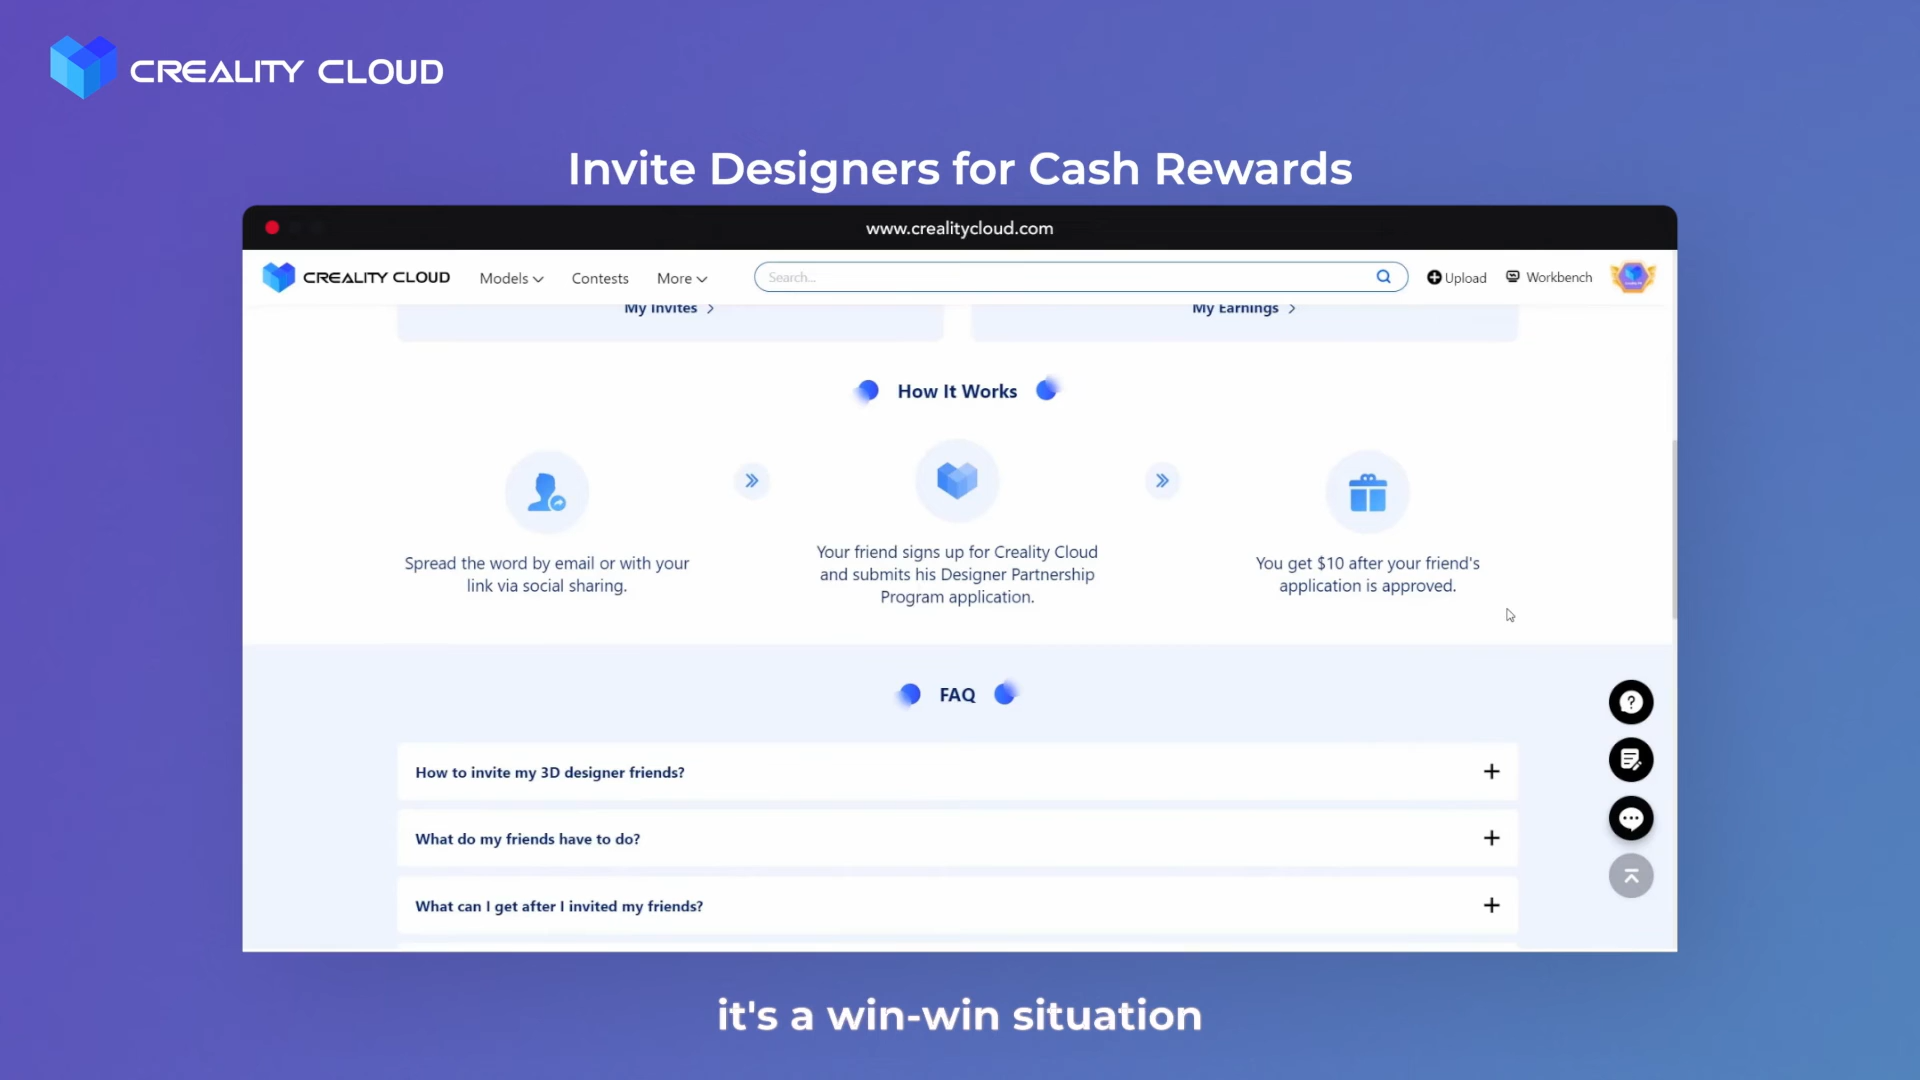 CREALITY CLOUD
Invite Designers for Cash Rewards
www.crealitycloud.com
CREALITY CLOUD
Models
Contests
More
Search...
Upload
Workbench
My Invites
My Earnings
How It Works
Spread the word by email or with your
link via social sharing.
Your friend signs up for Creality Cloud
and submits his Designer Partnership
Program application.
You get $10 after your friend's
application is approved.
FAQ
How to invite my 3D designer friends?
What do my friends have to do?
What can I get after I invited my friends?
it's a win-win situation